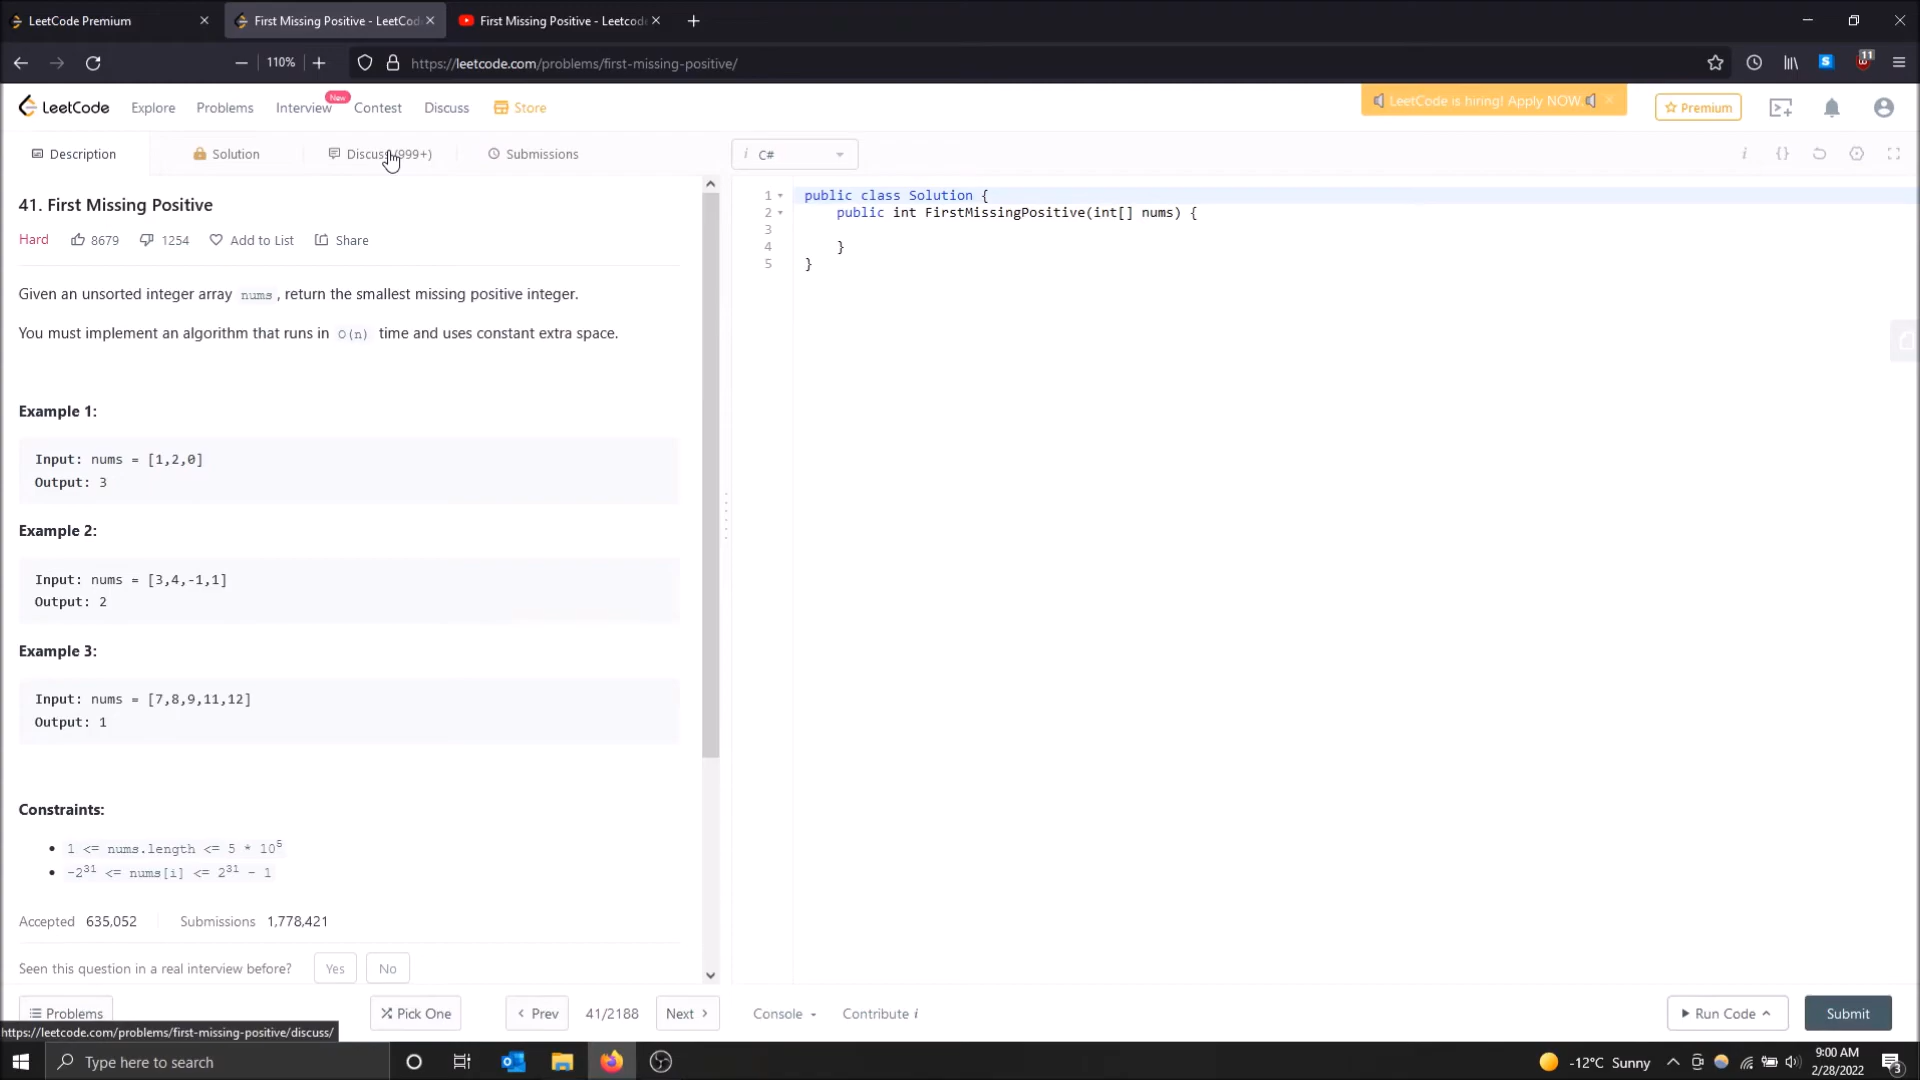 LeetCode Premium
First Missing Positive - LeetCod
First Missing Positive - Leetcod
110%
https://leetcode.com/problems/first-missing-positive/
11
LeetCode
Explore
Problems
Interview
New
Contest
Discuss
Store
LeetCode is hiring! Apply NOW.
Premium
Description
Solution
Discuss (999+)
Submissions
C#
41. First Missing Positive
Hard
8679
1254
Add to List
Share
Given an unsorted integer array nums, return the smallest missing positive integer.
You must implement an algorithm that runs in O(n) time and uses constant extra space.
Example 1:
Input: nums = [1,2,0]
Output: 3
Example 2:
Input: nums = [3,4,-1,1]
Output: 2
Example 3:
Input: nums = [7,8,9,11,12]
Output: 1
Constraints:
1 <= nums.length <= 5 * 10^5
-2^31 <= nums[i] <= 2^31 - 1
Accepted 635,052
Submissions 1,778,421
Seen this question in a real interview before?
Yes
No
1 public class Solution {
2 public int FirstMissingPositive(int[] nums) {
3
4 }
5 }
Problems
Pick One
Prev
41/2188
Next
Console
Contribute i
Run Code
Submit
https://leetcode.com/problems/first-missing-positive/discuss/
Type here to search
-12°C Sunny
9:00 AM
2/28/2022
3